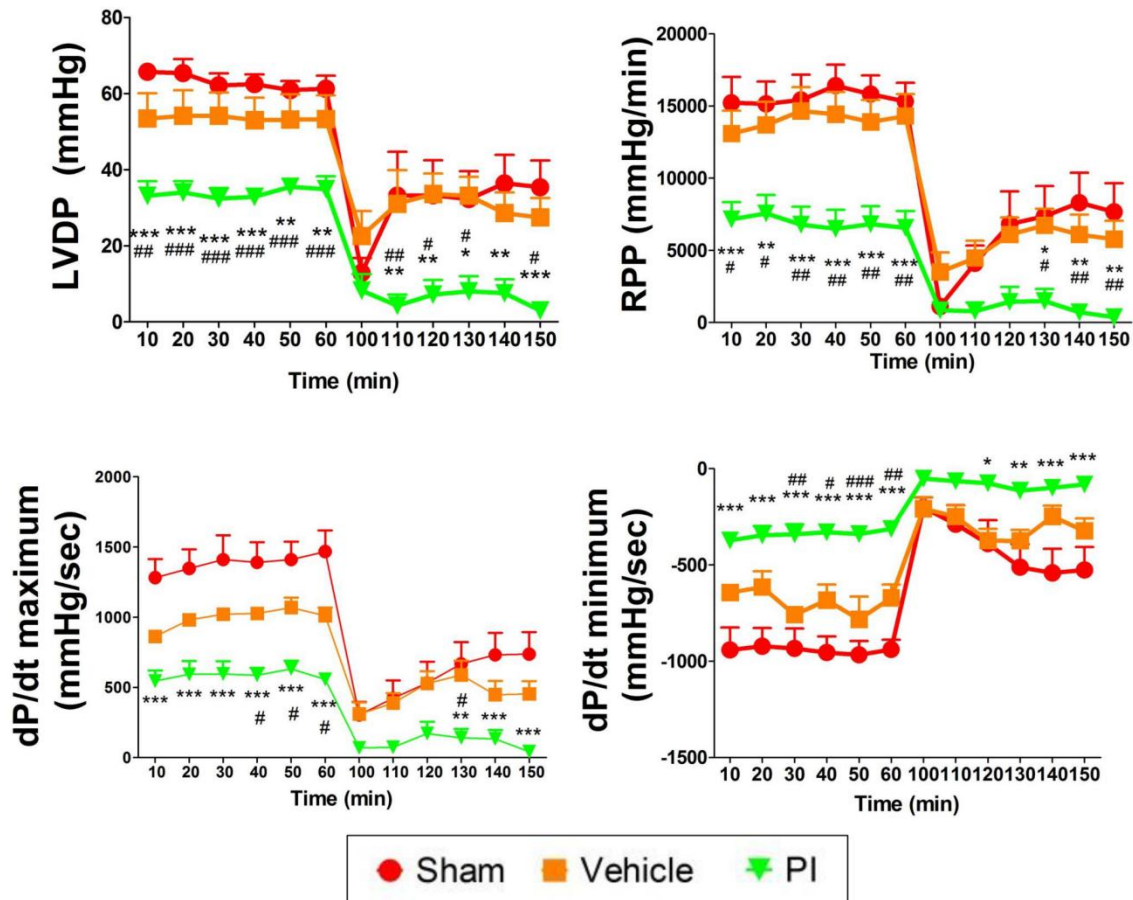 LVDP (mmHg)
80
60
40
20
0
*** *** *** *** ** ** ## # # ** #
## ### ### ### ### ### ** ** * ***
10 20 30 40 50 60 100 110 120 130 140 150
Time (min)
RPP (mmHg/min)
20000
15000
10000
5000
0
*** ** *** *** *** *** * ** **
# # ## ## ## ## # ## ##
10 20 30 40 50 60 100 110 120 130 140 150
Time (min)
dP/dt maximum
(mmHg/sec)
2000
1500
1000
500
0
*** *** *** *** *** *** # *** ***
# # # **
10 20 30 40 50 60 100 110 120 130 140 150
Time (min)
dP/dt minimum
(mmHg/sec)
0
-500
-1000
-1500
## # ### ## * ** *** ***
*** *** *** *** *** ***
10 20 30 40 50 60 100 110 120 130 140 150
Time (min)
Sham Vehicle PI